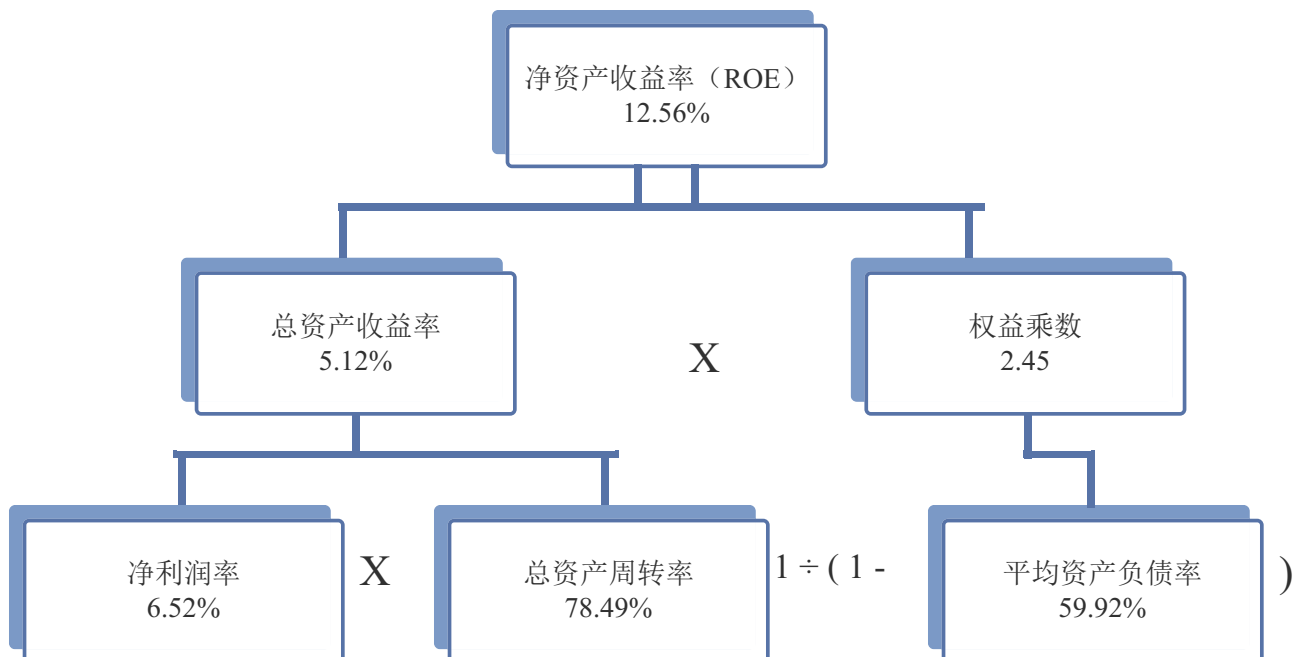 净资产收益率（ROE）
12.56%
总资产收益率
5.12%
X
权益乘数
2.45
净利润率
6.52%
X
总资产周转率
78.49%
1 ÷ ( 1 -
平均资产负债率
59.92%
)